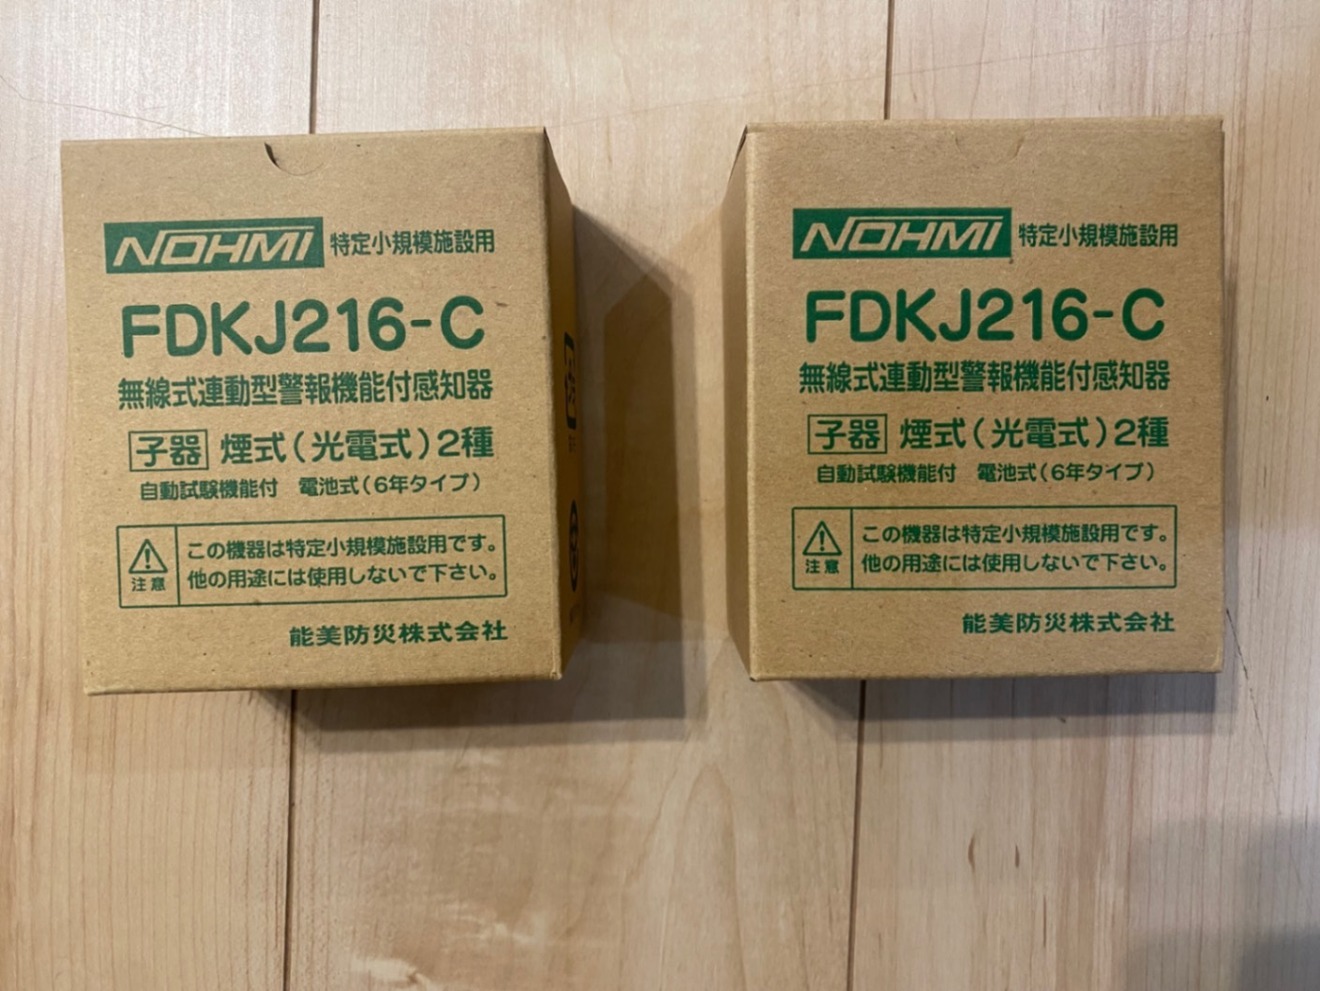 NOHMI 特定小規模施設用
FDKJ216-C
無線式連動型警報機能付感知器
子器 煙式(光電式)2種
自動試験機能付 電池式(6年タイプ)
注意
この機器は特定小規模施設用です。
他の用途には使用しないで下さい。
能美防災株式会社
NOHMI 特定小規模施設用
FDKJ216-C
無線式連動型警報機能付感知器
子器 煙式(光電式)2種
自動試験機能付 電池式(6年タイプ)
注意
この機器は特定小規模施設用です。
他の用途には使用しないで下さい。
能美防災株式会社